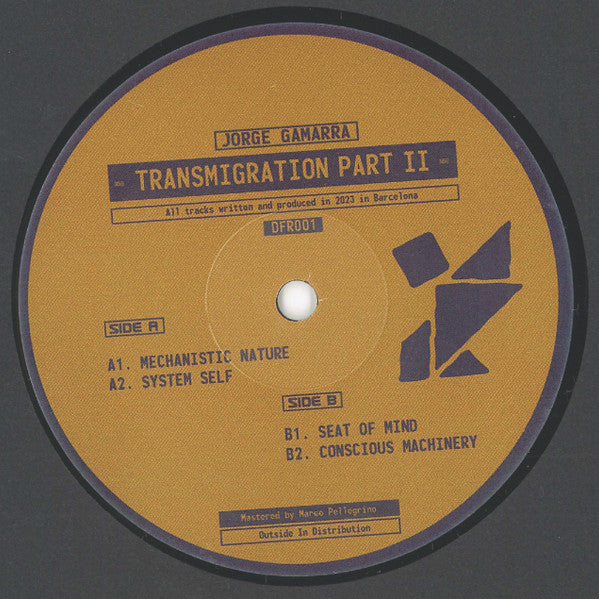 JORGE GAMARRA
TRANSMIGRATION PART II
All tracks written and produced in 2023 in Barcelona
DFR001
SIDE A
A1. MECHANISTIC NATURE
A2. SYSTEM SELF
SIDE B
B1. SEAT OF MIND
B2. CONSCIOUS MACHINERY
Mastered by Marco Pellegrino
Outside In Distribution